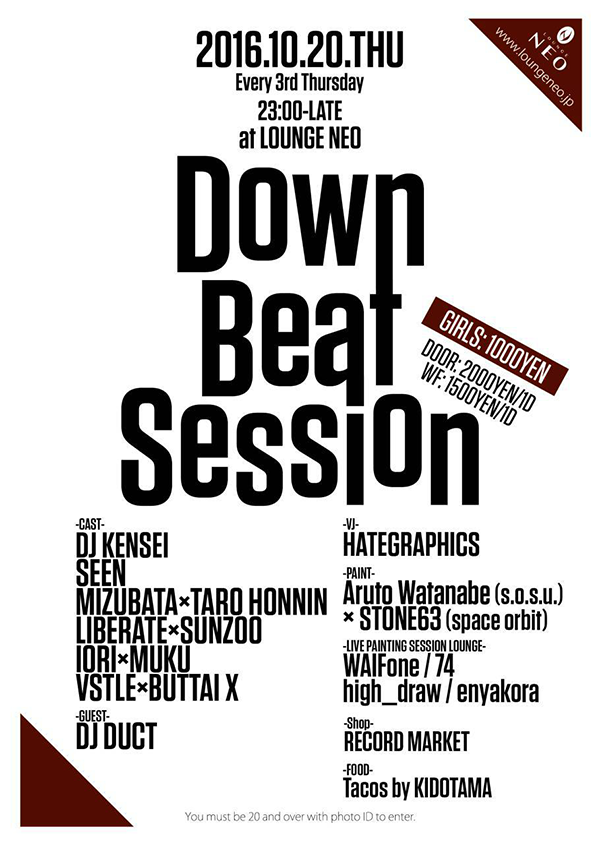 2016.10.20.THU
Every 3rd Thursday
23:00-LATE
at LOUNGE NEO
LOUNGE
NEO
www.loungeneo.jp
Down
Beat
Session
GIRLS: 1000YEN
DOOR: 2000YEN/1D
WF: 1500YEN/1D
-CAST-
DJ KENSEI
SEEN
MIZUBATA×TARO HONNIN
LIBERATE×SUNZOO
IORI×MUKU
VSTLE×BUTTAI X
-GUEST-
DJ DUCT
-VJ-
HATEGRAPHICS
-PAINT-
Aruto Watanabe (s.o.s.u.)
× STONE63 (space orbit)
-LIVE PAINTING SESSION LOUNGE-
WAIFone / 74
high_draw / enyakora
-Shop-
RECORD MARKET
-FOOD-
Tacos by KIDOTAMA
You must be 20 and over with photo ID to enter.